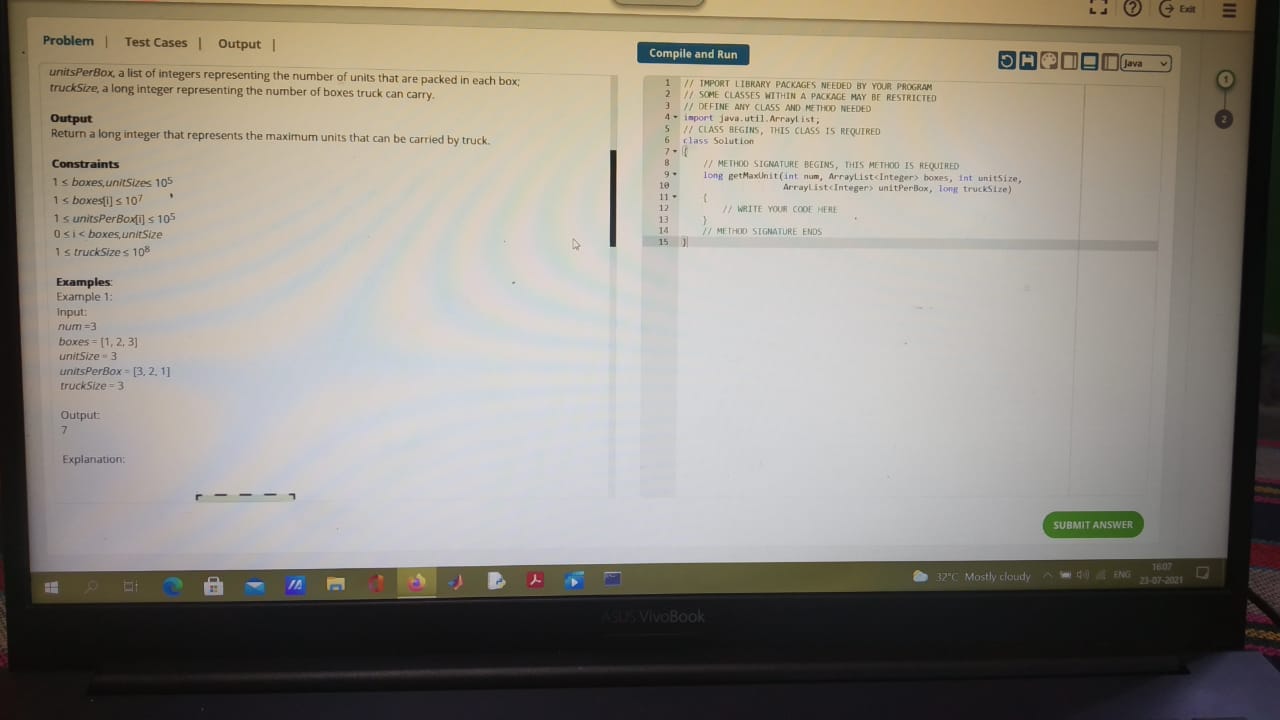 Exit
Problem | Test Cases | Output |
Compile and Run
Java
unitsPerBox, a list of integers representing the number of units that are packed in each box;
truckSize, a long integer representing the number of boxes truck can carry.
Output
Return a long integer that represents the maximum units that can be carried by truck.
Constraints
1 ≤ boxes,unitSize≤ 10⁵
1 ≤ boxes[i] ≤ 10⁷
1 ≤ unitsPerBox[i] ≤ 10⁵
0 ≤ i < boxes,unitSize
1 ≤ truckSize ≤ 10⁸
Examples:
Example 1:
Input:
num =3
boxes = [1, 2, 3]
unitSize = 3
unitsPerBox = [3, 2, 1]
truckSize = 3
Output:
7
Explanation:
1 // IMPORT LIBRARY PACKAGES NEEDED BY YOUR PROGRAM
2 // SOME CLASSES WITHIN A PACKAGE MAY BE RESTRICTED
3 // DEFINE ANY CLASS AND METHOD NEEDED
4 import java.util.ArrayList;
5 // CLASS BEGINS, THIS CLASS IS REQUIRED
6 class Solution
7 {
8 // METHOD SIGNATURE BEGINS, THIS METHOD IS REQUIRED
9 long getMaxUnit(int num, ArrayList<Integer> boxes, int unitSize,
10 ArrayList<Integer> unitPerBox, long truckSize)
11 {
12 // WRITE YOUR CODE HERE
13 }
14 // METHOD SIGNATURE ENDS
15 }
1
2
SUBMIT ANSWER
32°C Mostly cloudy
ENG
16:07
23-07-2021
ASUS VivoBook